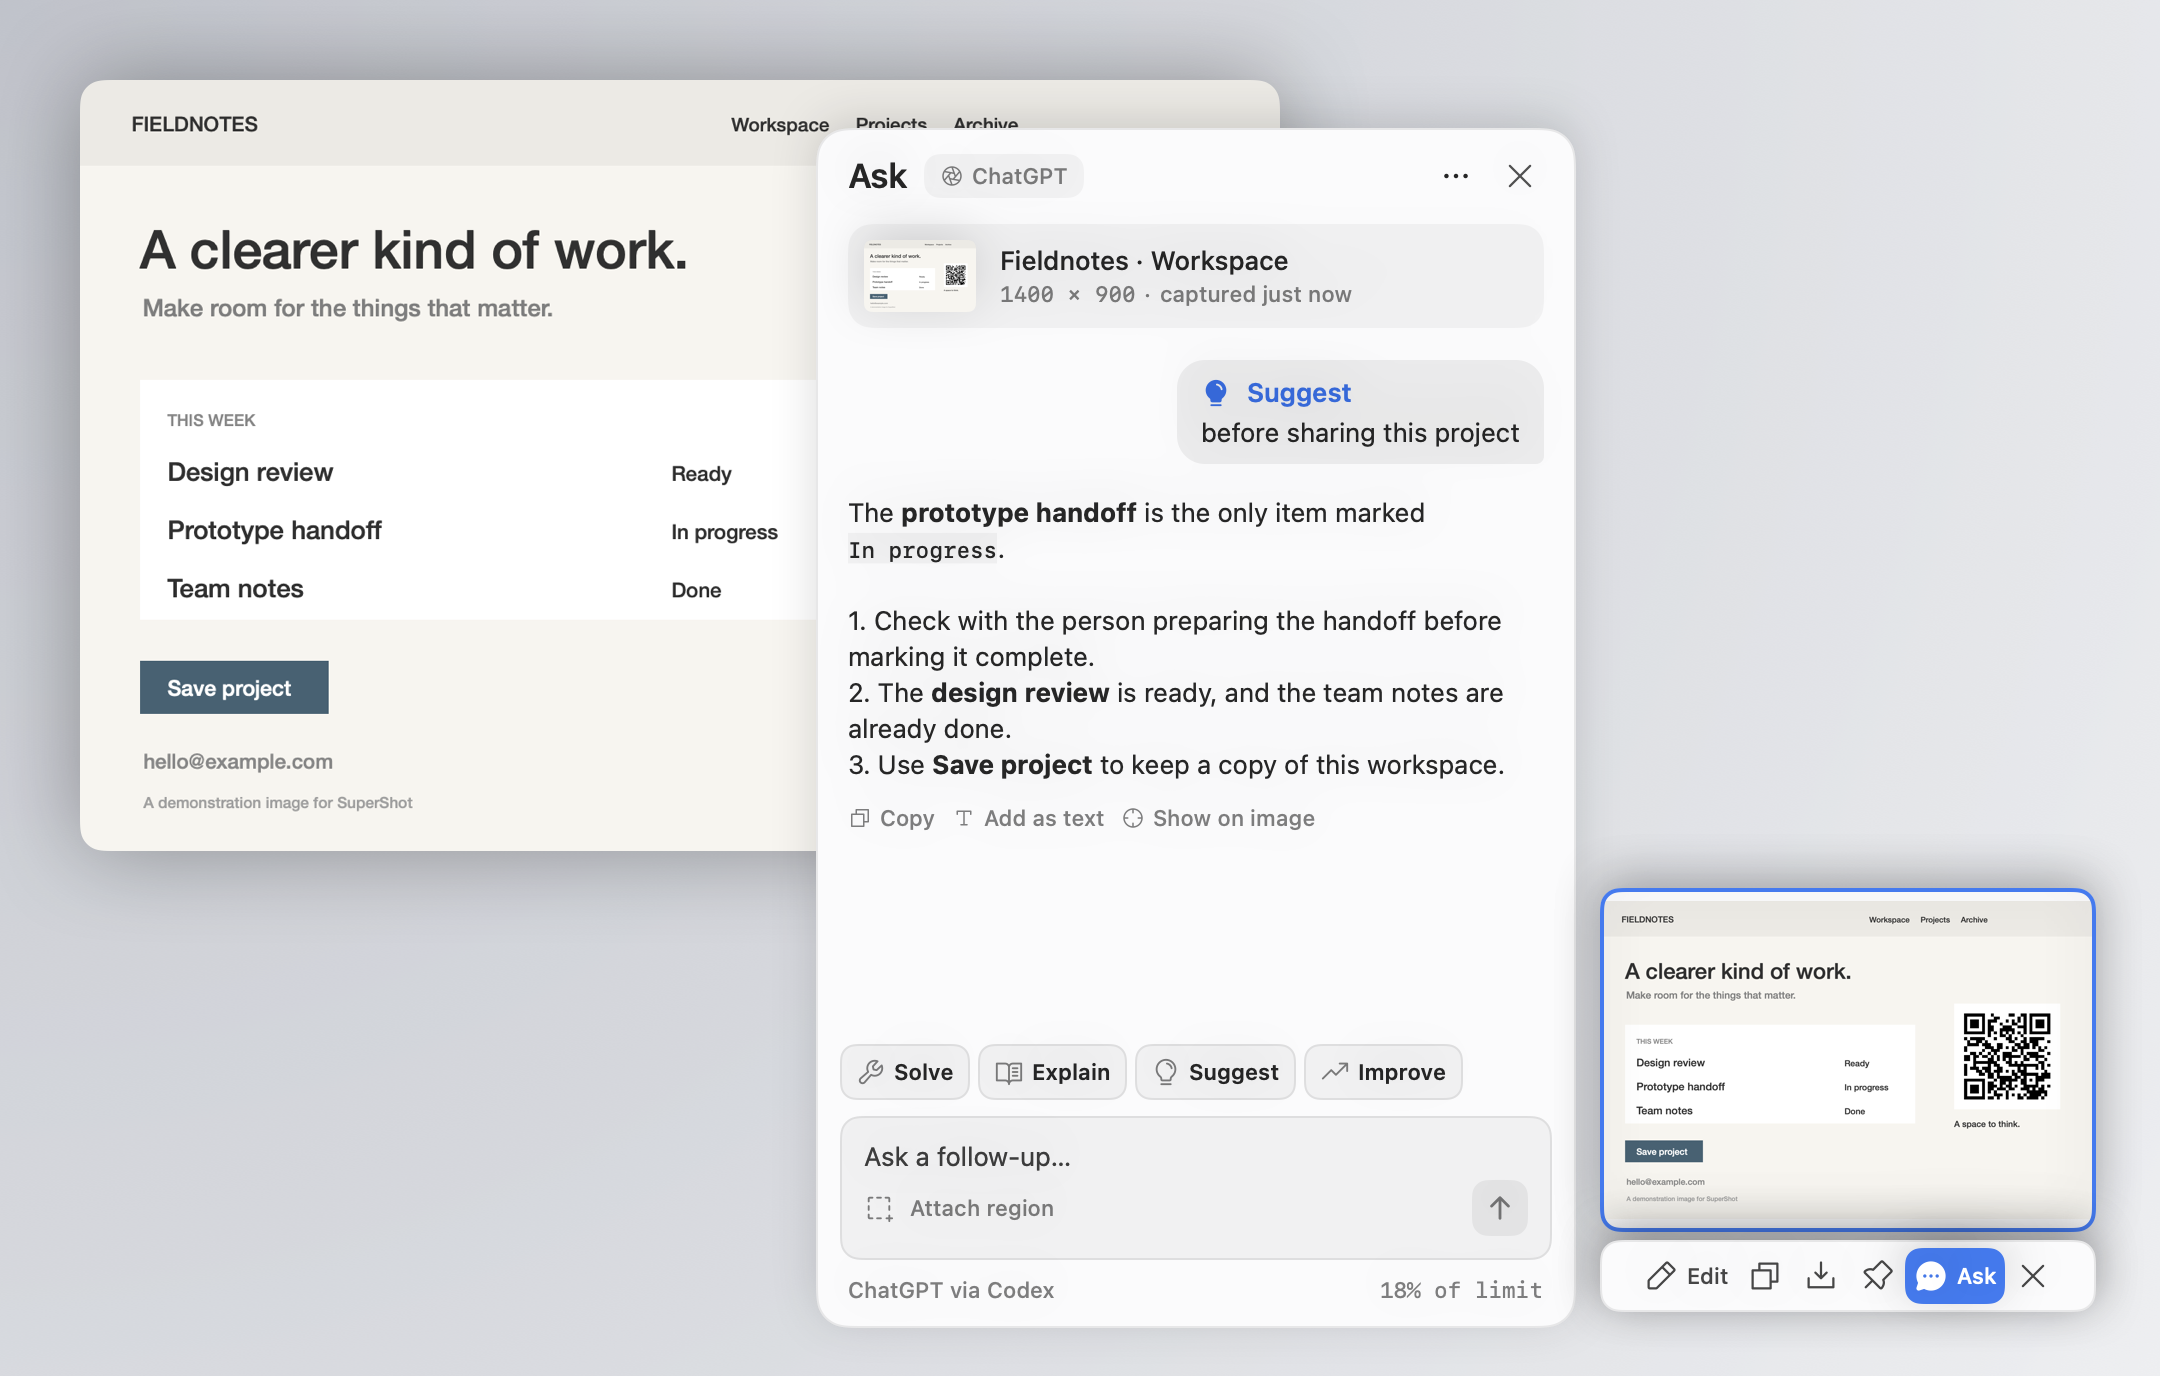 FIELDNOTES
Workspace Projects Archive
A clearer kind of work.
Make room for the things that matter.
THIS WEEK
Design review Ready
Prototype handoff In progress
Team notes Done
Save project
hello@example.com
A demonstration image for SuperShot
Ask ChatGPT
Fieldnotes · Workspace
1400 × 900 · captured just now
Suggest
before sharing this project
The prototype handoff is the only item marked
In progress.
1. Check with the person preparing the handoff before
marking it complete.
2. The design review is ready, and the team notes are
already done.
3. Use Save project to keep a copy of this workspace.
Copy Add as text Show on image
Solve Explain Suggest Improve
Ask a follow-up...
Attach region
ChatGPT via Codex 18% of limit
FIELDNOTES Workspace Projects Archive
A clearer kind of work.
Make room for the things that matter.
THIS WEEK
Design review Ready
Prototype handoff In progress
Team notes Done
A space to think.
Save project
hello@example.com
A demonstration image for SuperShot
Edit Ask